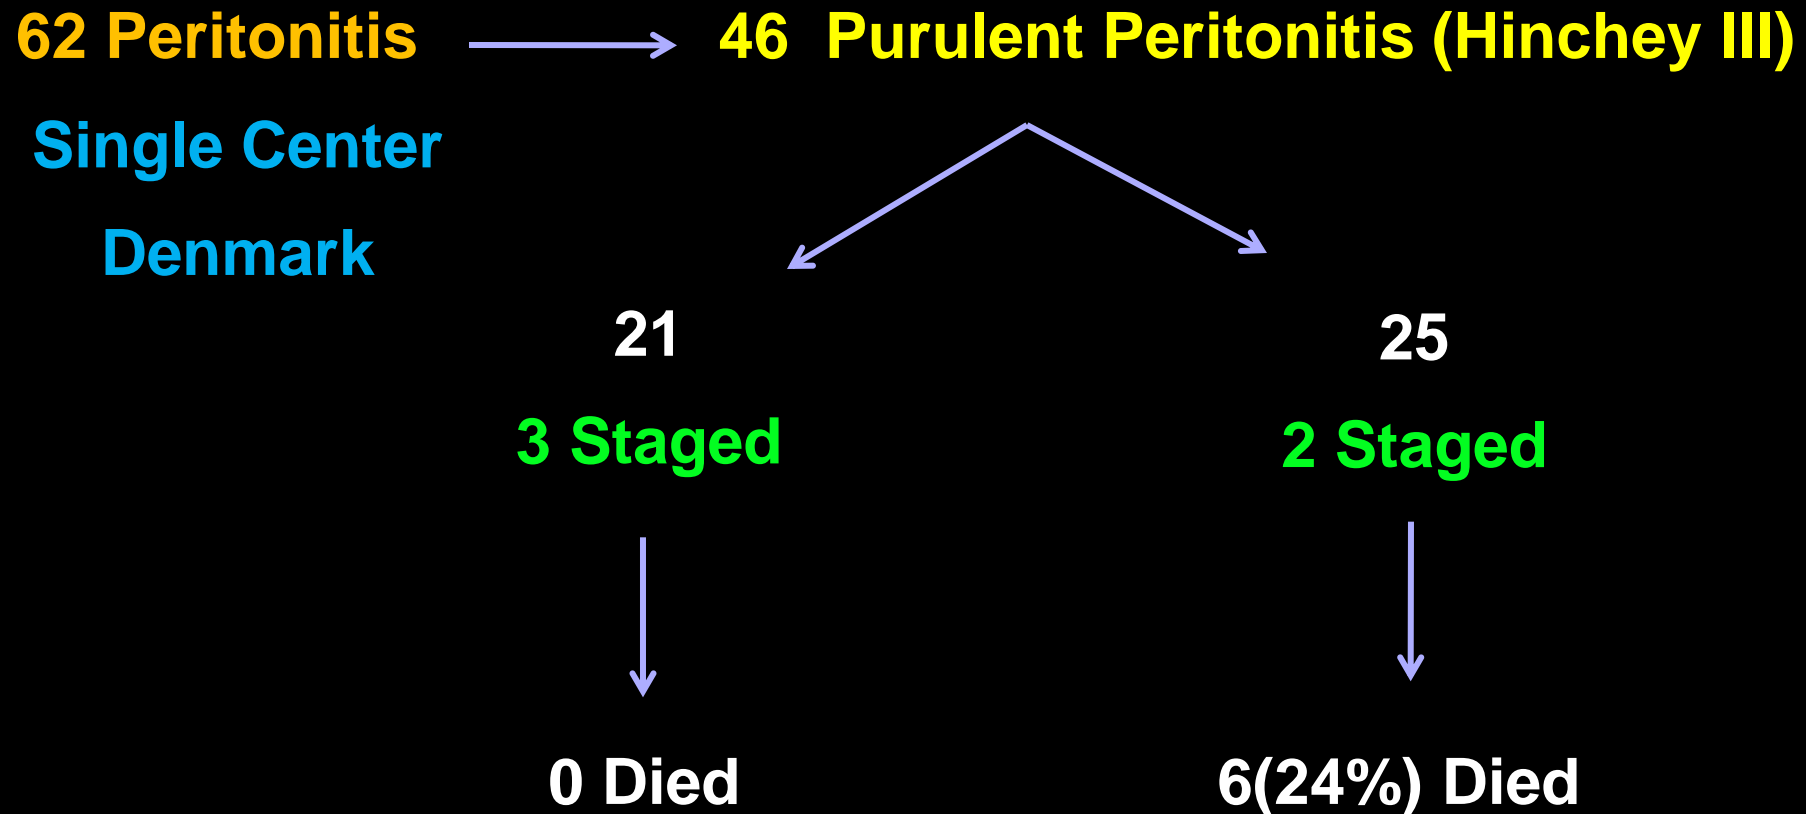 62 Peritonitis
46 Purulent Peritonitis (Hinchey III)
Single Center
Denmark
21
3 Staged
0 Died
25
2 Staged
6(24%) Died